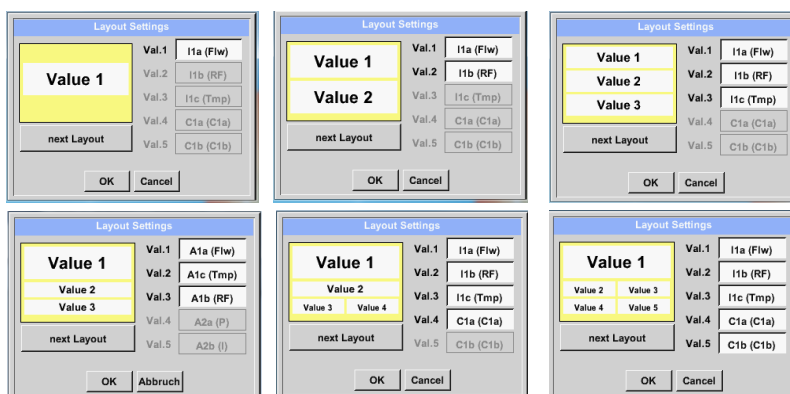 Layout Settings
Value 1
Val.1 I1a (Flw)
Val.2 I1b (RF)
Val.3 I1c (Tmp)
Val.4 C1a (C1a)
Val.5 C1b (C1b)
next Layout
OK Cancel
Layout Settings
Value 1
Value 2
Val.1 I1a (Flw)
Val.2 I1b (RF)
Val.3 I1c (Tmp)
Val.4 C1a (C1a)
Val.5 C1b (C1b)
next Layout
OK Cancel
Layout Settings
Value 1
Value 2
Value 3
Val.1 I1a (Flw)
Val.2 I1b (RF)
Val.3 I1c (Tmp)
Val.4 C1a (C1a)
Val.5 C1b (C1b)
next Layout
OK Cancel
Layout Settings
Value 1
Value 2
Value 3
Val.1 A1a (Flw)
Val.2 A1c (Tmp)
Val.3 A1b (RF)
Val.4 A2a (P)
Val.5 A2b (I)
next Layout
OK Abbruch
Layout Settings
Value 1
Value 2
Value 3 Value 4
Val.1 I1a (Flw)
Val.2 I1b (RF)
Val.3 I1c (Tmp)
Val.4 C1a (C1a)
Val.5 C1b (C1b)
next Layout
OK Cancel
Layout Settings
Value 1
Value 2 Value 3
Value 4 Value 5
Val.1 I1a (Flw)
Val.2 I1b (RF)
Val.3 I1c (Tmp)
Val.4 C1a (C1a)
Val.5 C1b (C1b)
next Layout
OK Cancel